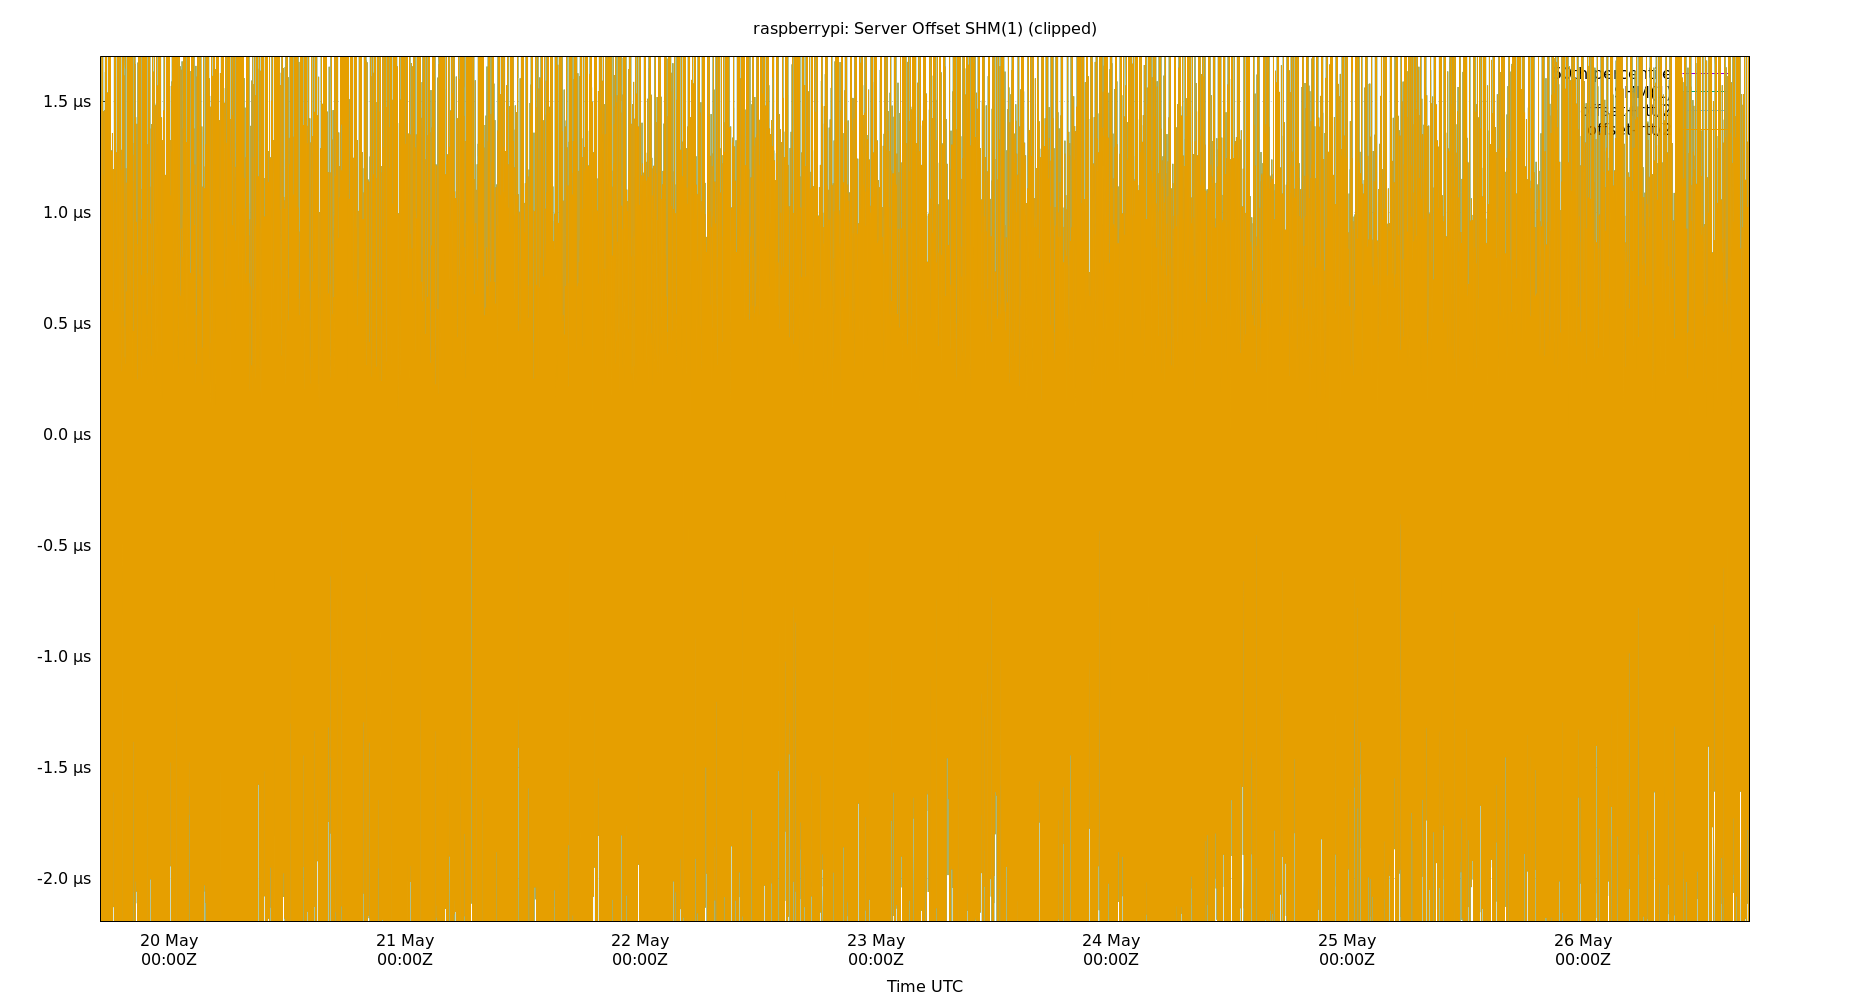 raspberrypi: Server Offset SHM(1) (clipped)
1.5 µs
1.0 µs
0.5 µs
0.0 µs
-0.5 µs
-1.0 µs
-1.5 µs
-2.0 µs
percentile
20 May 21 May 22 May 23 May 24 May 25 May 26 May
00:00Z 00:00Z 00:00Z 00:00Z 00:00Z 00:00Z 00:00Z
Time UTC